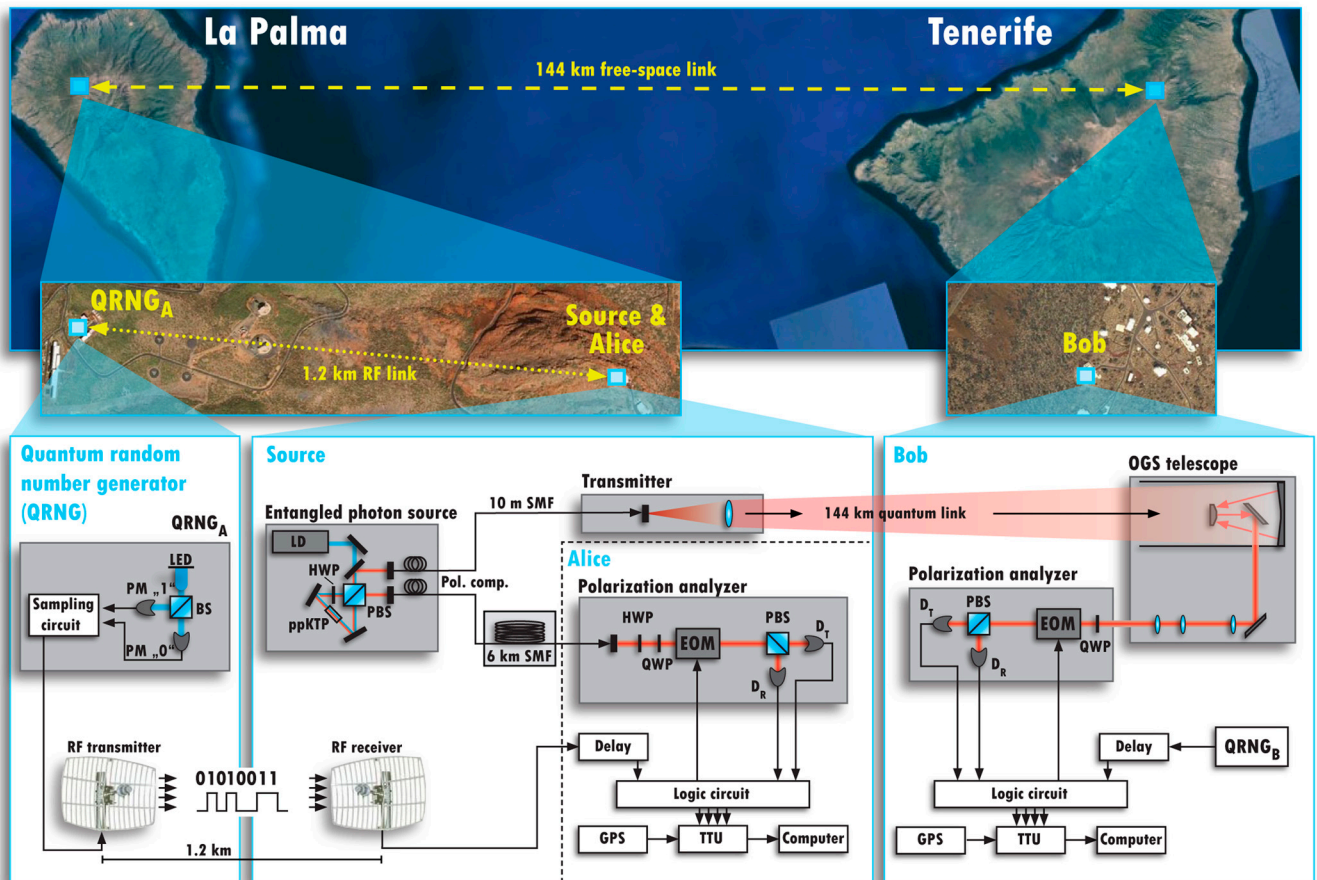 La Palma
Tenerife
144 km free-space link
QRNG_A
Source &
Alice
1.2 km RF link
Bob
Quantum random
number generator
(QRNG)
QRNG_A
LED
PM „1“
BS
Sampling
circuit
PM „0“
RF transmitter
01010011
1.2 km
RF receiver
Source
Entangled photon source
LD
HWP
PBS
ppKTP
10 m SMF
Pol. comp.
6 km SMF
Transmitter
144 km quantum link
Alice
Polarization analyzer
HWP
QWP
EOM
PBS
D_T
D_R
Delay
Logic circuit
GPS
TTU
Computer
Bob
OGS telescope
Polarization analyzer
D_T
PBS
D_R
EOM
QWP
Delay
QRNG_B
Logic circuit
GPS
TTU
Computer